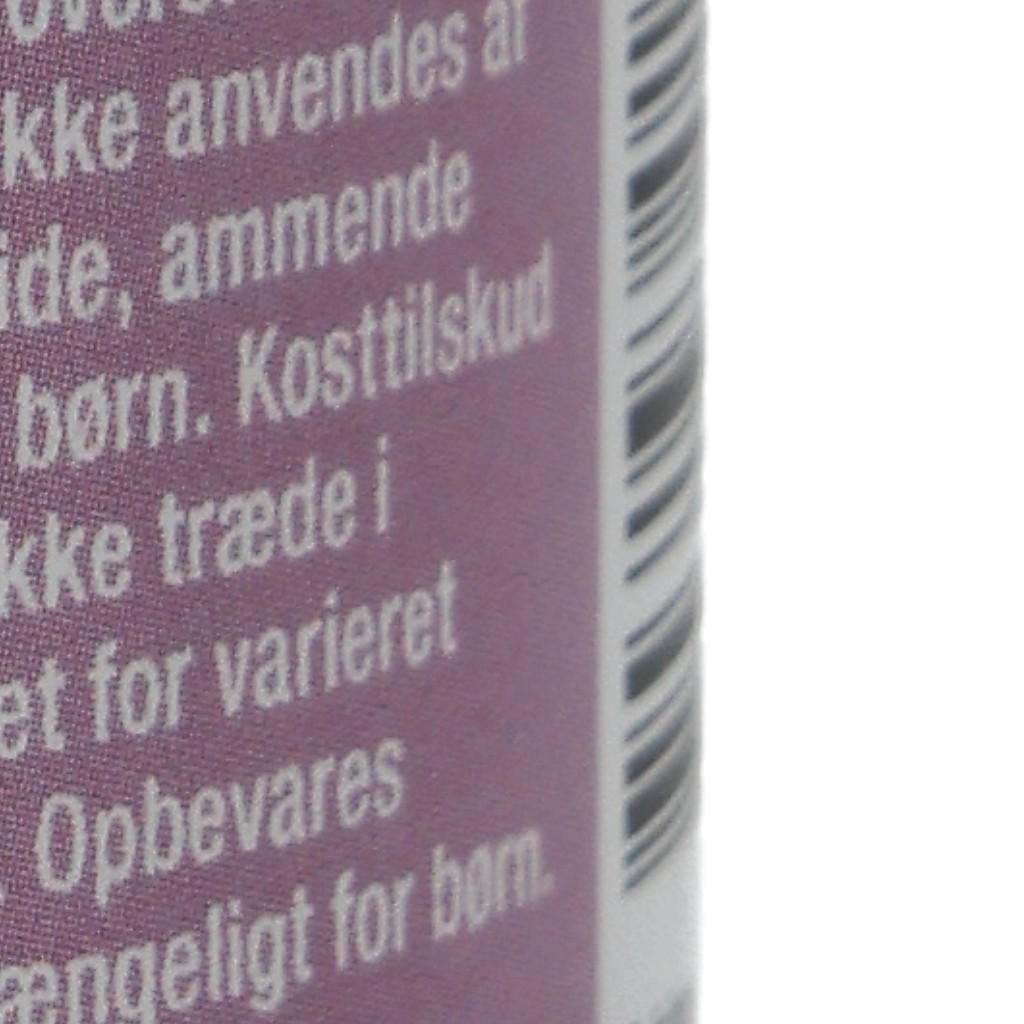 kke anvendes af
ide, ammende
børn. Kosttilskud
kke træde i
et for varieret
Opbevares
ængeligt for børn.